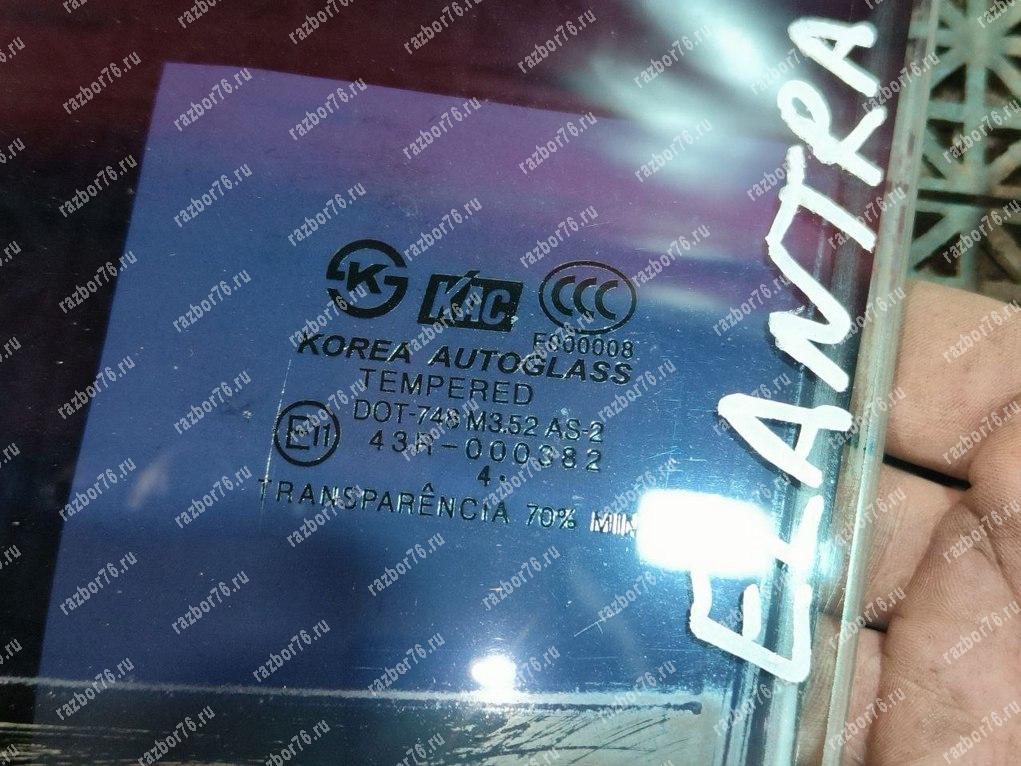 K
KAC
CCC
E000008
KOREA AUTOGLASS
TEMPERED
DOT-748 M3.52 AS-2
E11
43R-000382
4.
TRANSPARÊNCIA 70% MIN
ELANTRA
razbor76.ru